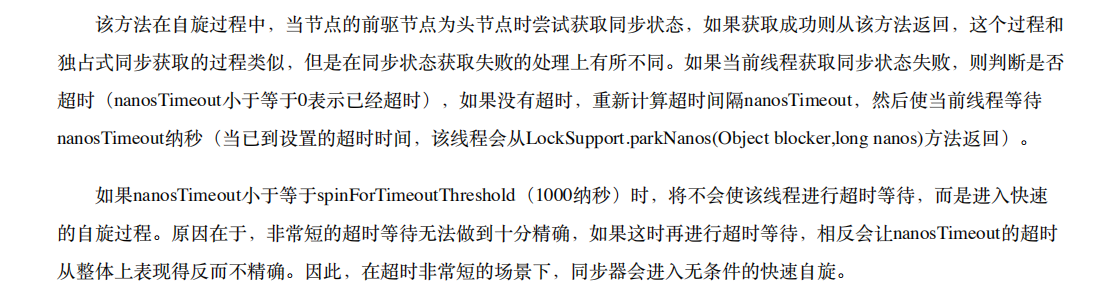 该方法在自旋过程中，当节点的前驱节点为头节点时尝试获取同步状态，如果获取成功则从该方法返回，这个过程和
独占式同步获取的过程类似，但是在同步状态获取失败的处理上有所不同。如果当前线程获取同步状态失败，则判断是否
超时（nanosTimeout小于等于0表示已经超时），如果没有超时，重新计算超时间隔nanosTimeout，然后使当前线程等待
nanosTimeout纳秒（当已到设置的超时时间，该线程会从LockSupport.parkNanos(Object blocker,long nanos)方法返回）。
如果nanosTimeout小于等于spinForTimeoutThreshold（1000纳秒）时，将不会使该线程进行超时等待，而是进入快速
的自旋过程。原因在于，非常短的超时等待无法做到十分精确，如果这时再进行超时等待，相反会让nanosTimeout的超时
从整体上表现得反而不精确。因此，在超时非常短的场景下，同步器会进入无条件的快速自旋。